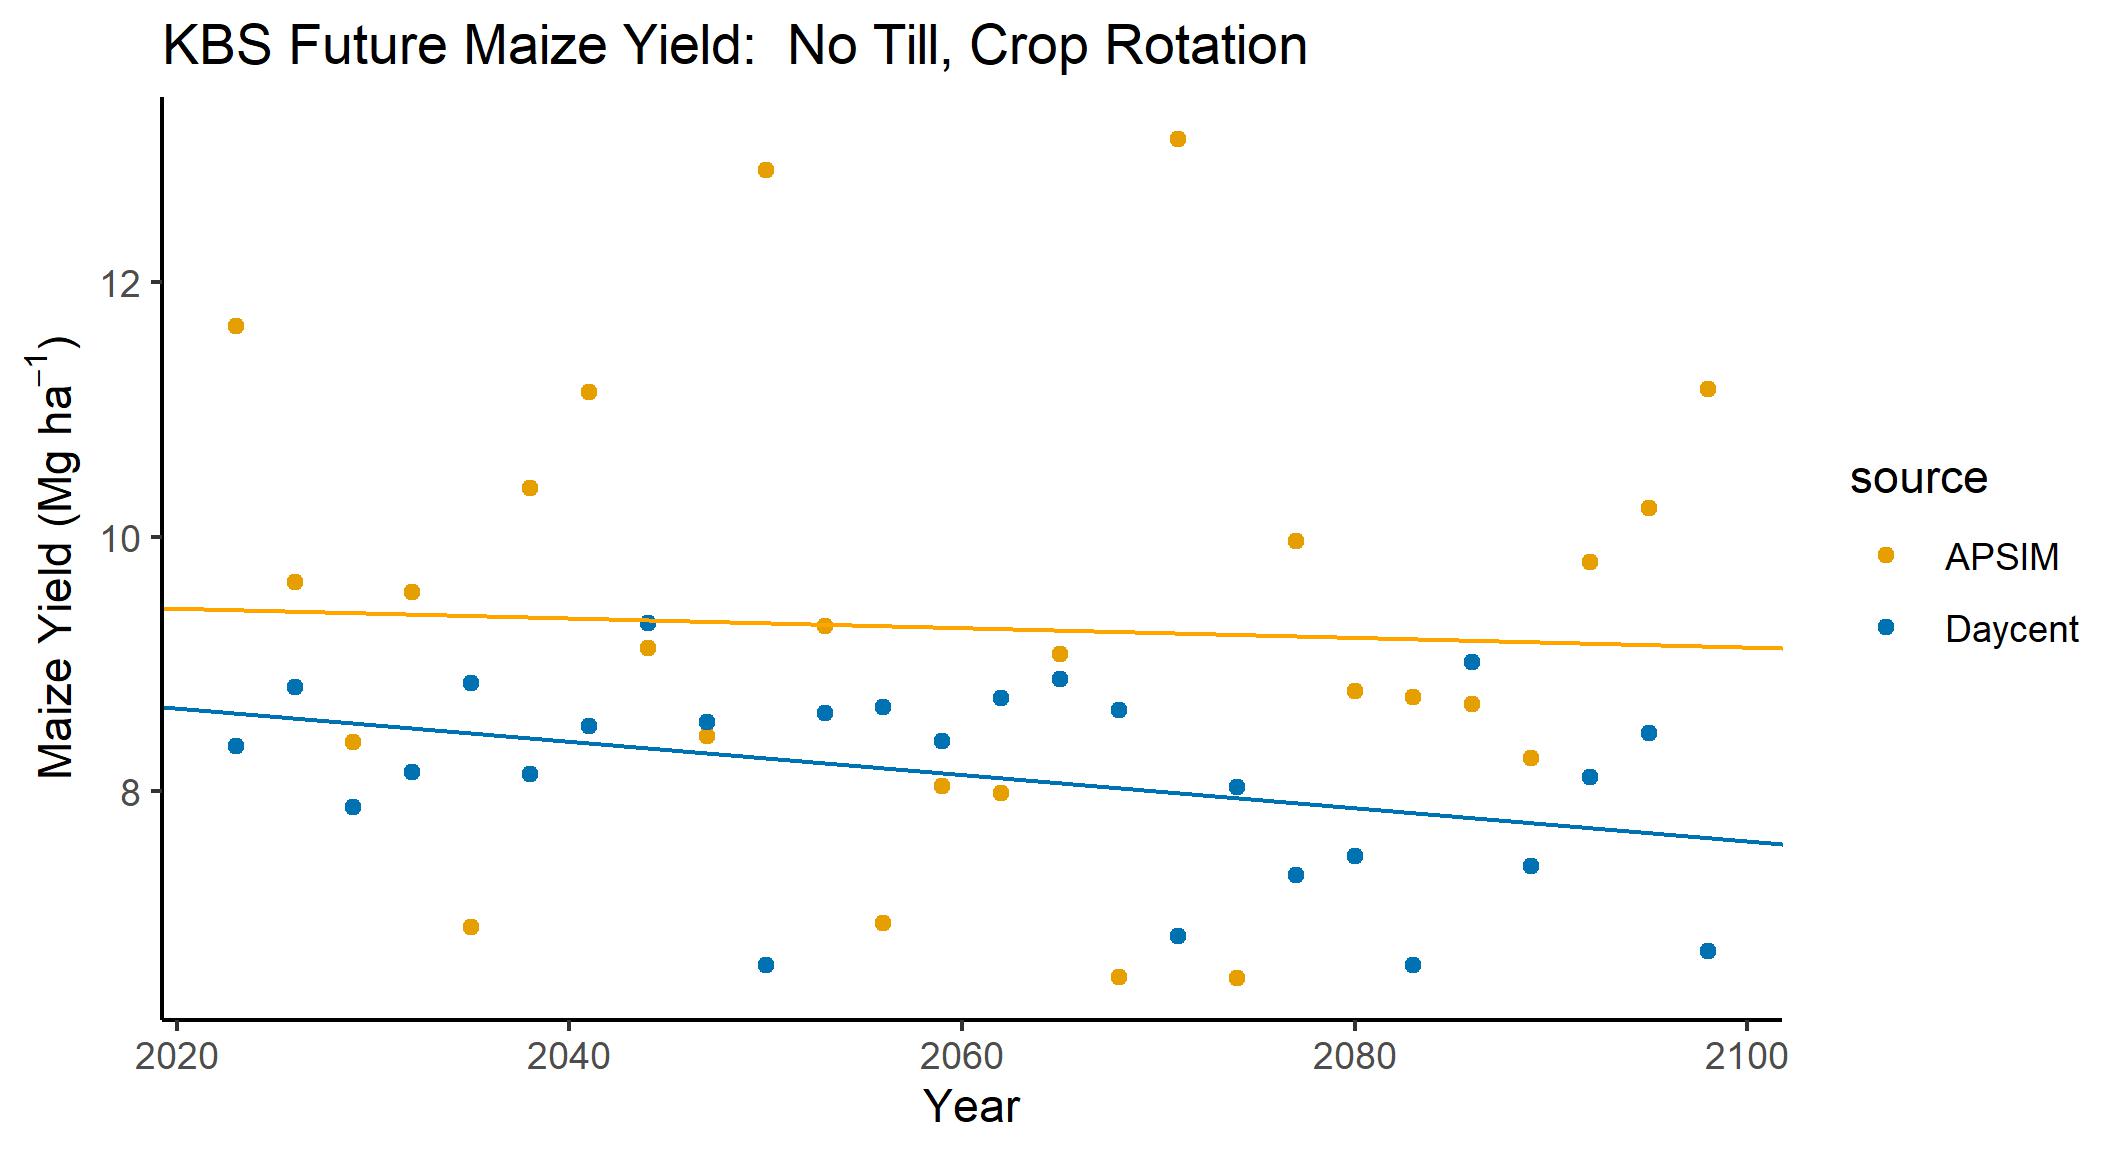 KBS Future Maize Yield:  No Till, Crop Rotation
Maize Yield (Mg ha⁻¹)
12
10
8
2020 2040 2060 2080 2100
Year
source
APSIM
Daycent